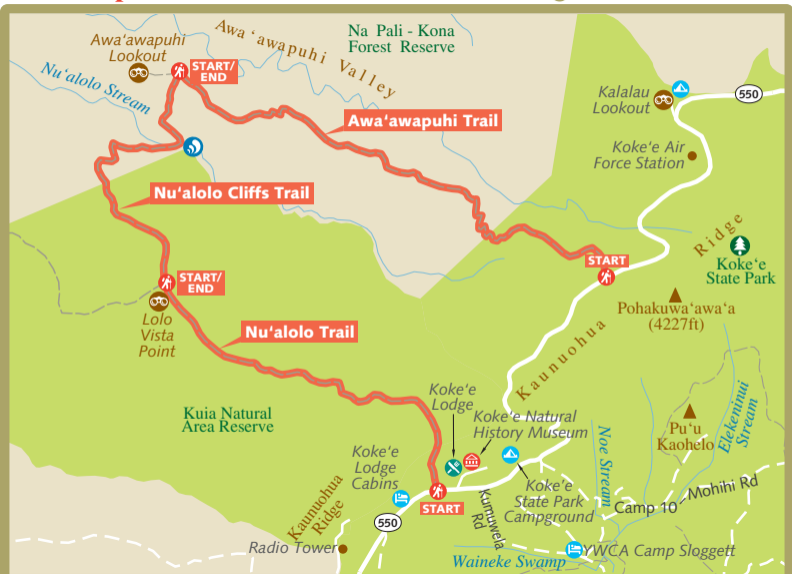 Awa‘awapuhi
Lookout
START/
END
Awa‘awapuhi Valley
Na Pali - Kona
Forest Reserve
Nu‘alolo Stream
Awa‘awapuhi Trail
Kalalau
Lookout
550
Koke‘e Air
Force Station
Nu‘alolo Cliffs Trail
START
Kaunuohua Ridge
Koke‘e
State Park
START/
END
Lolo
Vista
Point
Nu‘alolo Trail
Pohakuwa‘awa‘a
(4227ft)
Kuia Natural
Area Reserve
Koke‘e
Lodge
Koke‘e Natural
History Museum
Pu‘u
Kaohelo
Elekeninui
Stream
Noe Stream
Koke‘e
Lodge
Cabins
START
Koke‘e
State Park
Campground
Kumuwela
Rd
Camp 10
Mohihi Rd
Kaunuohua
Ridge
550
Radio Tower
Waineke Swamp
YWCA Camp Sloggett